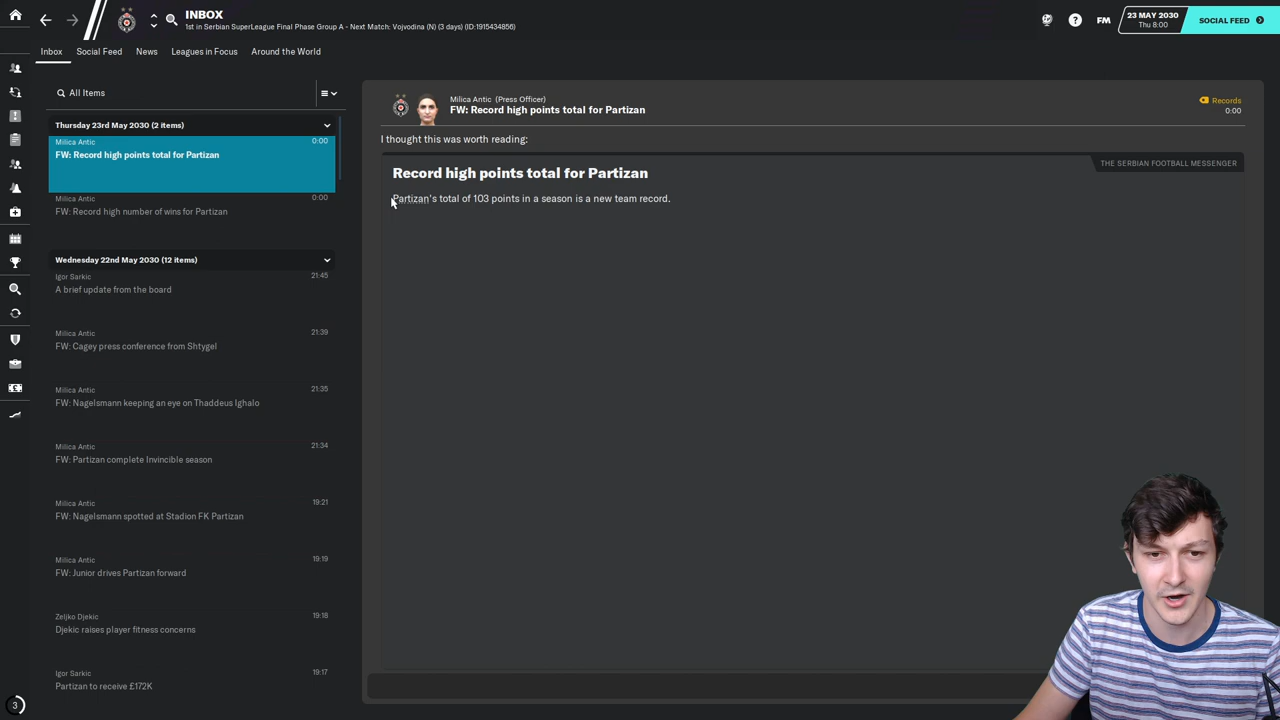 INBOX
1st in Serbian SuperLeague Final Phase Group A - Next Match: Vojvodina (N) (3 days) (ID:1915434856)
FM
23 MAY 2030
Thu 8:00
SOCIAL FEED
Inbox
Social Feed
News
Leagues in Focus
Around the World
All Items
Thursday 23rd May 2030 (2 items)
Milica Antic
0:00
FW: Record high points total for Partizan
Milica Antic
0:00
FW: Record high number of wins for Partizan
Wednesday 22nd May 2030 (12 items)
Igor Sarkic
21:45
A brief update from the board
Milica Antic
21:39
FW: Cagey press conference from Shtygel
Milica Antic
21:35
FW: Nagelsmann keeping an eye on Thaddeus Ighalo
Milica Antic
21:34
FW: Partizan complete Invincible season
Milica Antic
19:21
FW: Nagelsmann spotted at Stadion FK Partizan
Milica Antic
19:19
FW: Junior drives Partizan forward
Zeljko Djekic
19:18
Djekic raises player fitness concerns
Igor Sarkic
19:17
Partizan to receive £172K
3
Milica Antic (Press Officer)
FW: Record high points total for Partizan
Records
0:00
I thought this was worth reading:
THE SERBIAN FOOTBALL MESSENGER
Record high points total for Partizan
Partizan's total of 103 points in a season is a new team record.